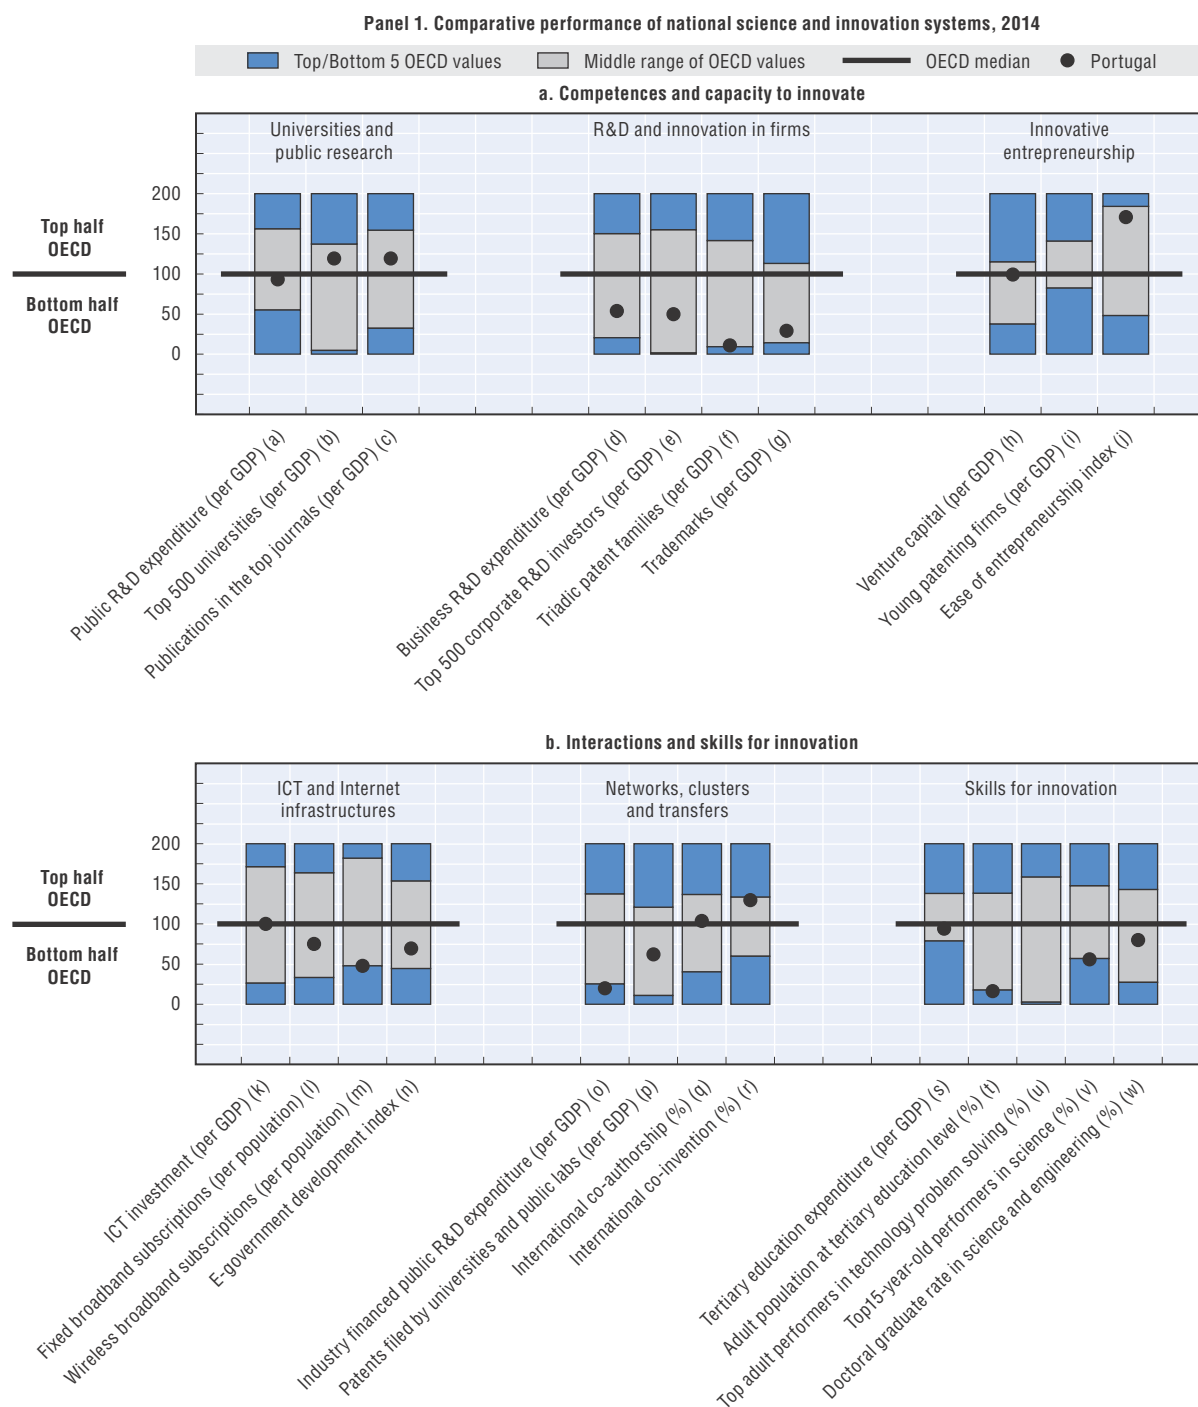 Panel 1. Comparative performance of national science and innovation systems, 2014
Top/Bottom 5 OECD values
Middle range of OECD values
OECD median
Portugal
a. Competences and capacity to innovate
Universities and
public research
R&D and innovation in firms
Innovative
entrepreneurship
200
150
100
50
0
Top half
OECD
Bottom half
OECD
Public R&D expenditure (per GDP) (a)
Top 500 universities (per GDP) (b)
Publications in the top journals (per GDP) (c)
Business R&D expenditure (per GDP) (d)
Top 500 corporate R&D investors (per GDP) (e)
Triadic patent families (per GDP) (f)
Trademarks (per GDP) (g)
Venture capital (per GDP) (h)
Young patenting firms (per GDP) (i)
Ease of entrepreneurship index (j)
b. Interactions and skills for innovation
ICT and Internet
infrastructures
Networks, clusters
and transfers
Skills for innovation
200
150
100
50
0
Top half
OECD
Bottom half
OECD
ICT investment (per GDP) (k)
Fixed broadband subscriptions (per population) (l)
Wireless broadband subscriptions (per population) (m)
E-government development index (n)
Industry financed public R&D expenditure (per GDP) (o)
Patents filed by universities and public labs (per GDP) (p)
International co-authorship (%) (q)
International co-invention (%) (r)
Tertiary education expenditure (per GDP) (s)
Adult population at tertiary education level (%) (t)
Top adult performers in technology problem solving (%) (u)
Top15-year-old performers in science (%) (v)
Doctoral graduate rate in science and engineering (%) (w)